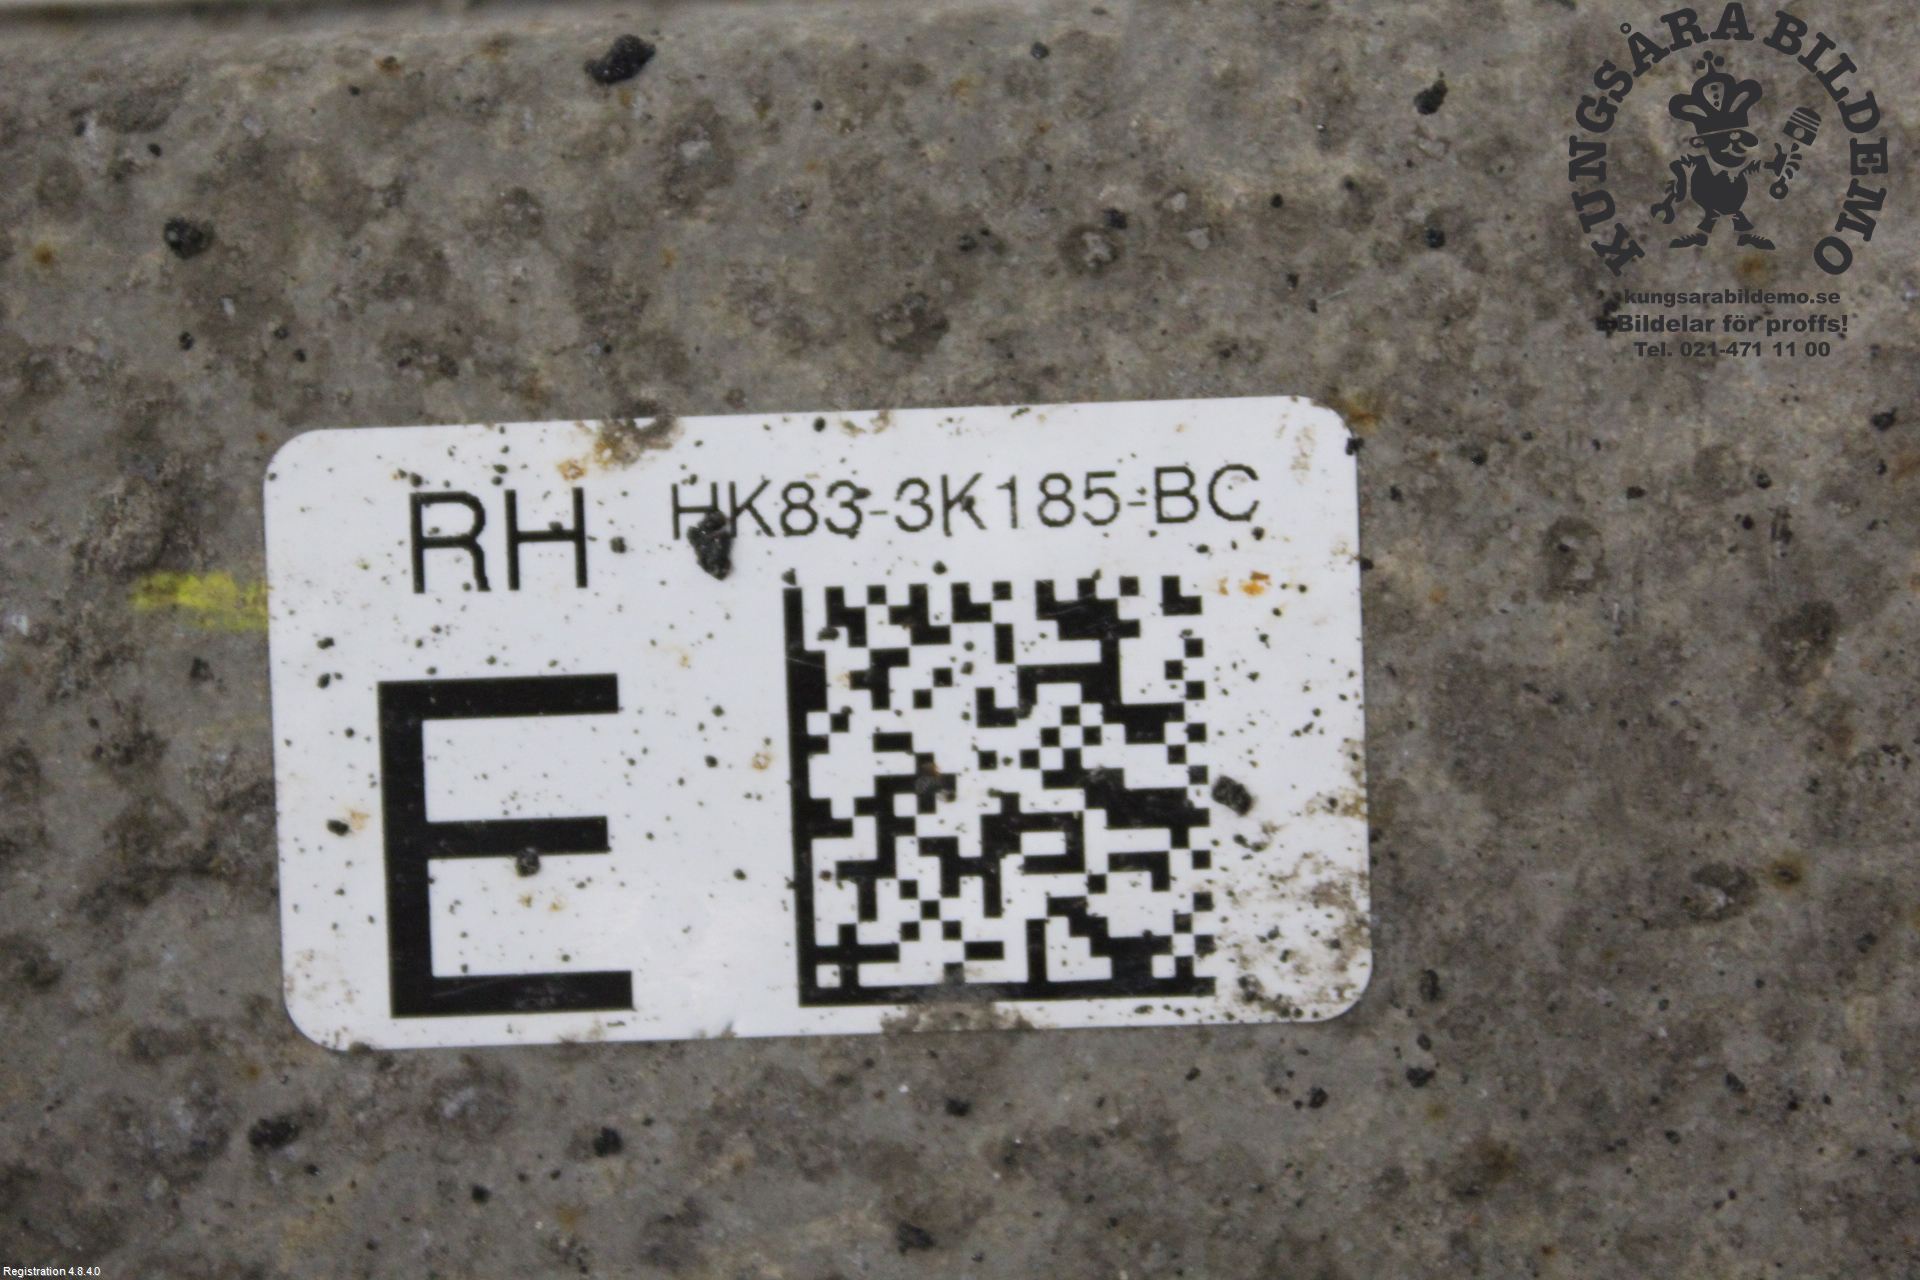 KUNGSÅRA BILDEMO
kungsarabildemo.se
Bildelar för proffs!
Tel. 021-471 11 00
RH HK83-3K185-BC
E
Registration 4.8.4.0